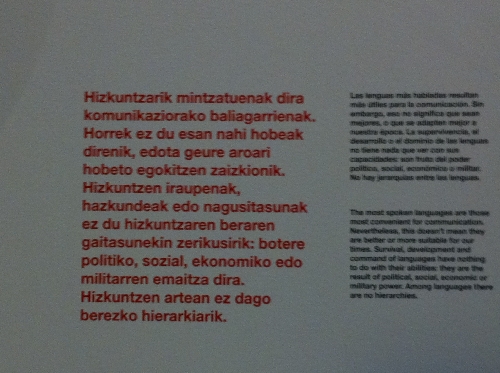 Hizkuntzarik mintzatuenak dira
komunikaziorako baliagarrienak.
Horrek ez du esan nahi hobeak
direnik, edota geure aroari
hobeto egokitzen zaizkionik.
Hizkuntzen iraupenak,
hazkundeak edo nagusitasunak
ez du hizkuntzaren beraren
gaitasunekin zerikusirik: botere
politiko, sozial, ekonomiko edo
militarren emaitza dira.
Hizkuntzen artean ez dago
berezko hierarkiarik.
Las lenguas más habladas resultan
más útiles para la comunicación. Sin
embargo, eso no significa que sean
mejores, o que se adapten mejor a
nuestra época. La supervivencia, el
desarrollo o el dominio de las lenguas
no tiene nada que ver con sus
capacidades: son fruto del poder
político, social, económico o militar.
No hay jerarquías entre las lenguas.
The most spoken languages are those
most convenient for communication.
Nevertheless, this doesn't mean they
are better or more suitable for our
times. Survival, development and
command of languages have nothing
to do with their abilities: they are the
result of political, social, economic or
military power. Among languages there
are no hierarchies.